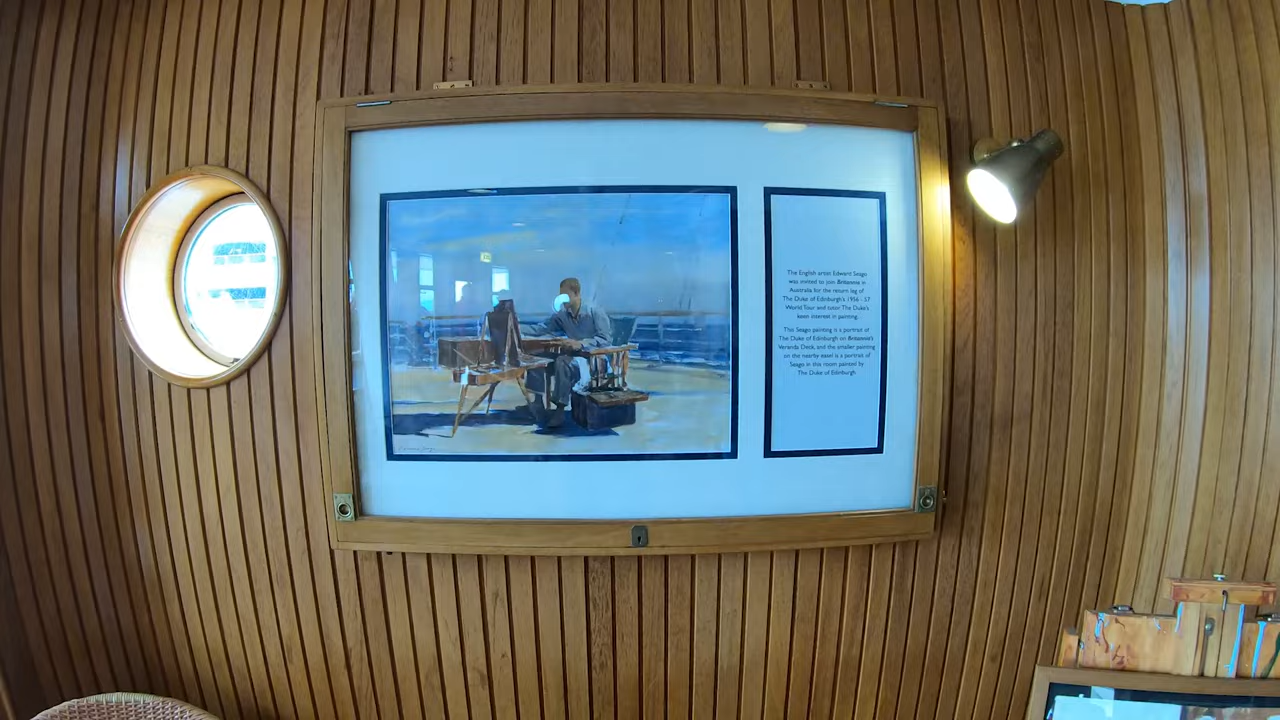 The English artist Edward Seago
was invited to join Britannia in
Australia for the return leg of
The Duke of Edinburgh's 1956 - 57
World Tour and tutor The Duke's
keen interest in painting.
This Seago painting is a portrait of
The Duke of Edinburgh on Britannia's
Veranda Deck, and the smaller painting
on the nearby easel is a portrait of
Seago in this room painted by
The Duke of Edinburgh